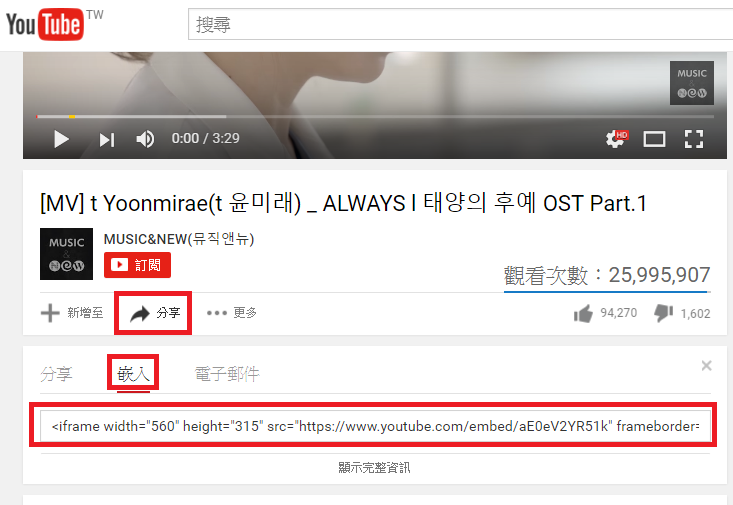 YouTube TW
搜尋
MUSIC
&
NEW
0:00 / 3:29
HD
[MV] t Yoonmirae(t 윤미래) _ ALWAYS l 태양의 후예 OST Part.1
MUSIC
&
NEW
MUSIC&NEW(뮤직앤뉴)
訂閱
觀看次數：25,995,907
新增至
分享
更多
94,270
1,602
分享
嵌入
電子郵件
<iframe width="560" height="315" src="https://www.youtube.com/embed/aE0eV2YR51k" frameborder=
顯示完整資訊